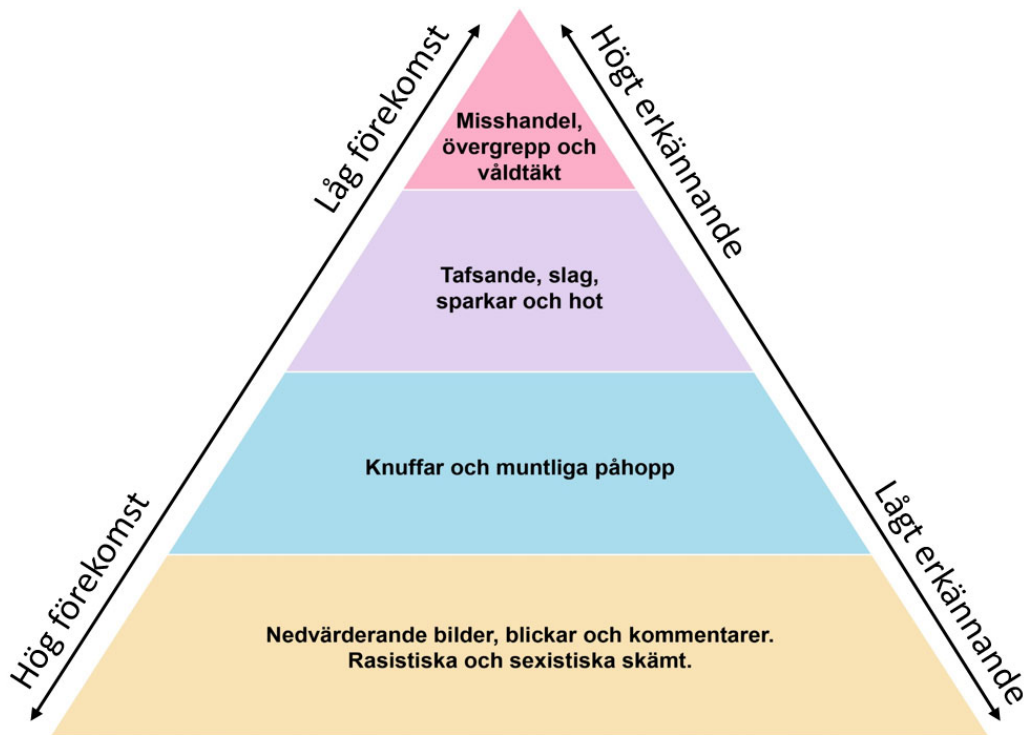 Låg förekomst
Högt erkännande
Misshandel,
övergrepp och
våldtäkt
Tafsande, slag,
sparkar och hot
Knuffar och muntliga påhopp
Hög förekomst
Lågt erkännande
Nedvärderande bilder, blickar och kommentarer.
Rasistiska och sexistiska skämt.